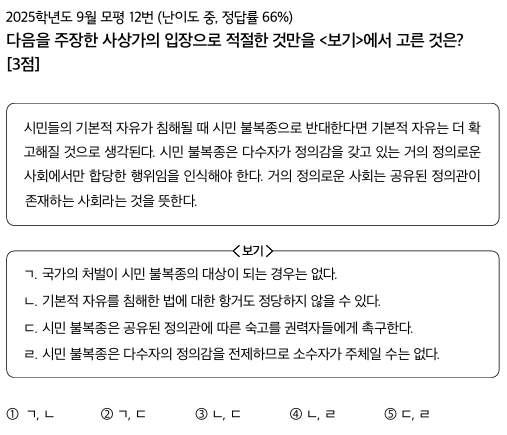 2025학년도 9월 모평 12번 (난이도 중, 정답률 66%)
다음을 주장한 사상가의 입장으로 적절한 것만을 <보기>에서 고른 것은?
[3점]
시민들의 기본적 자유가 침해될 때 시민 불복종으로 반대한다면 기본적 자유는 더 확
고해질 것으로 생각된다. 시민 불복종은 다수자가 정의감을 갖고 있는 거의 정의로운
사회에서만 합당한 행위임을 인식해야 한다. 거의 정의로운 사회는 공유된 정의관이
존재하는 사회라는 것을 뜻한다.
<보기>
ㄱ. 국가의 처벌이 시민 불복종의 대상이 되는 경우는 없다.
ㄴ. 기본적 자유를 침해한 법에 대한 항거도 정당하지 않을 수 있다.
ㄷ. 시민 불복종은 공유된 정의관에 따른 숙고를 권력자들에게 촉구한다.
ㄹ. 시민 불복종은 다수자의 정의감을 전제하므로 소수자가 주체일 수는 없다.
① ㄱ, ㄴ ② ㄱ, ㄷ ③ ㄴ, ㄷ ④ ㄴ, ㄹ ⑤ ㄷ, ㄹ